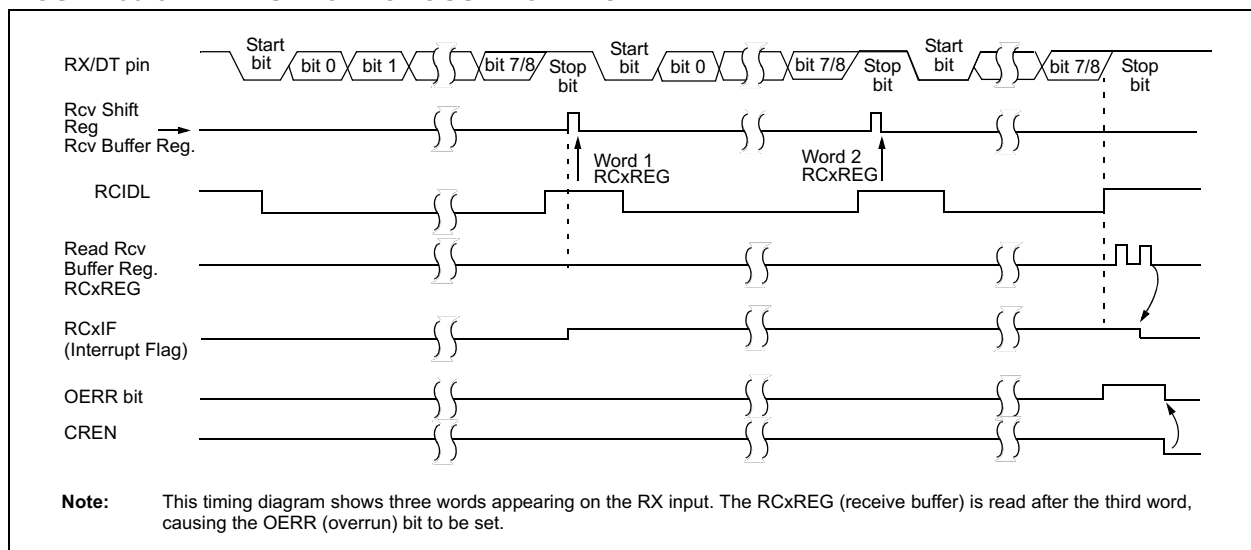 Start
bit
bit 0
bit 1
bit 7/8
Stop
bit
Start
bit
bit 0
bit 7/8
Stop
bit
Start
bit
bit 7/8
Stop
bit
RX/DT pin
Rcv Shift
Reg
Rcv Buffer Reg.
Word 1
RCxREG
Word 2
RCxREG
RCIDL
Read Rcv
Buffer Reg.
RCxREG
RCxIF
(Interrupt Flag)
OERR bit
CREN
Note: This timing diagram shows three words appearing on the RX input. The RCxREG (receive buffer) is read after the third word,
causing the OERR (overrun) bit to be set.